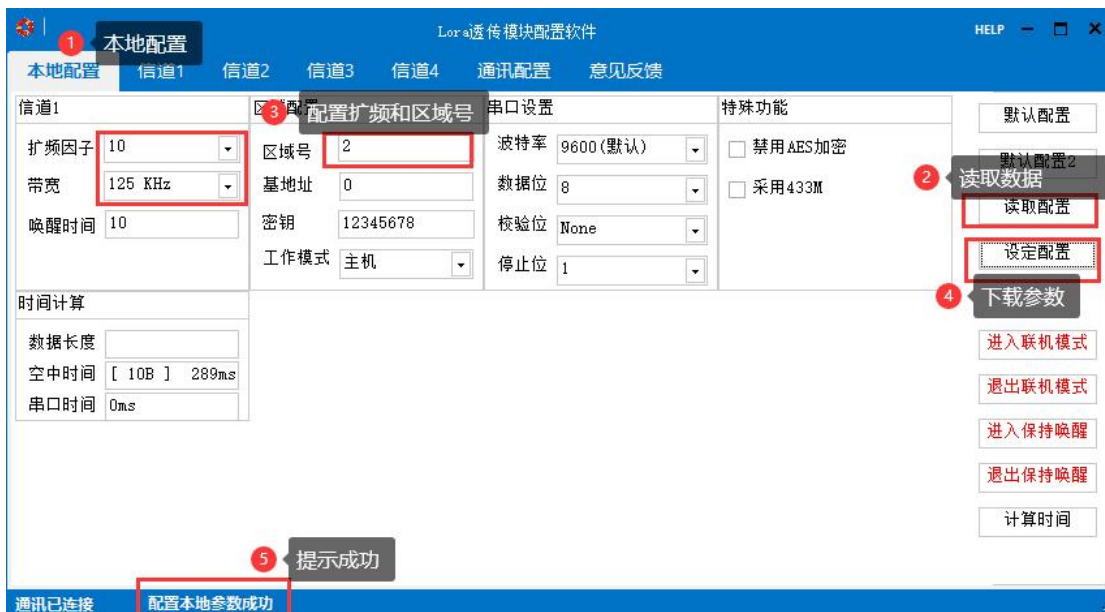 Lora透传模块配置软件
HELP
1 本地配置
本地配置 信道1 信道2 信道3 信道4 通讯配置 意见反馈
信道1
扩频因子 10
带宽 125 KHz
唤醒时间 10
3 配置扩频和区域号
区域号 2
基地址 0
密钥 12345678
工作模式 主机
串口设置
波特率 9600(默认)
数据位 8
校验位 None
停止位 1
特殊功能
禁用AES加密
采用433M
默认配置
默认配置2
2 读取数据
读取配置
设定配置
4 下载参数
进入联机模式
退出联机模式
进入保持唤醒
退出保持唤醒
计算时间
时间计算
数据长度
空中时间 [ 10B ] 289ms
串口时间 0ms
5 提示成功
通讯已连接 配置本地参数成功